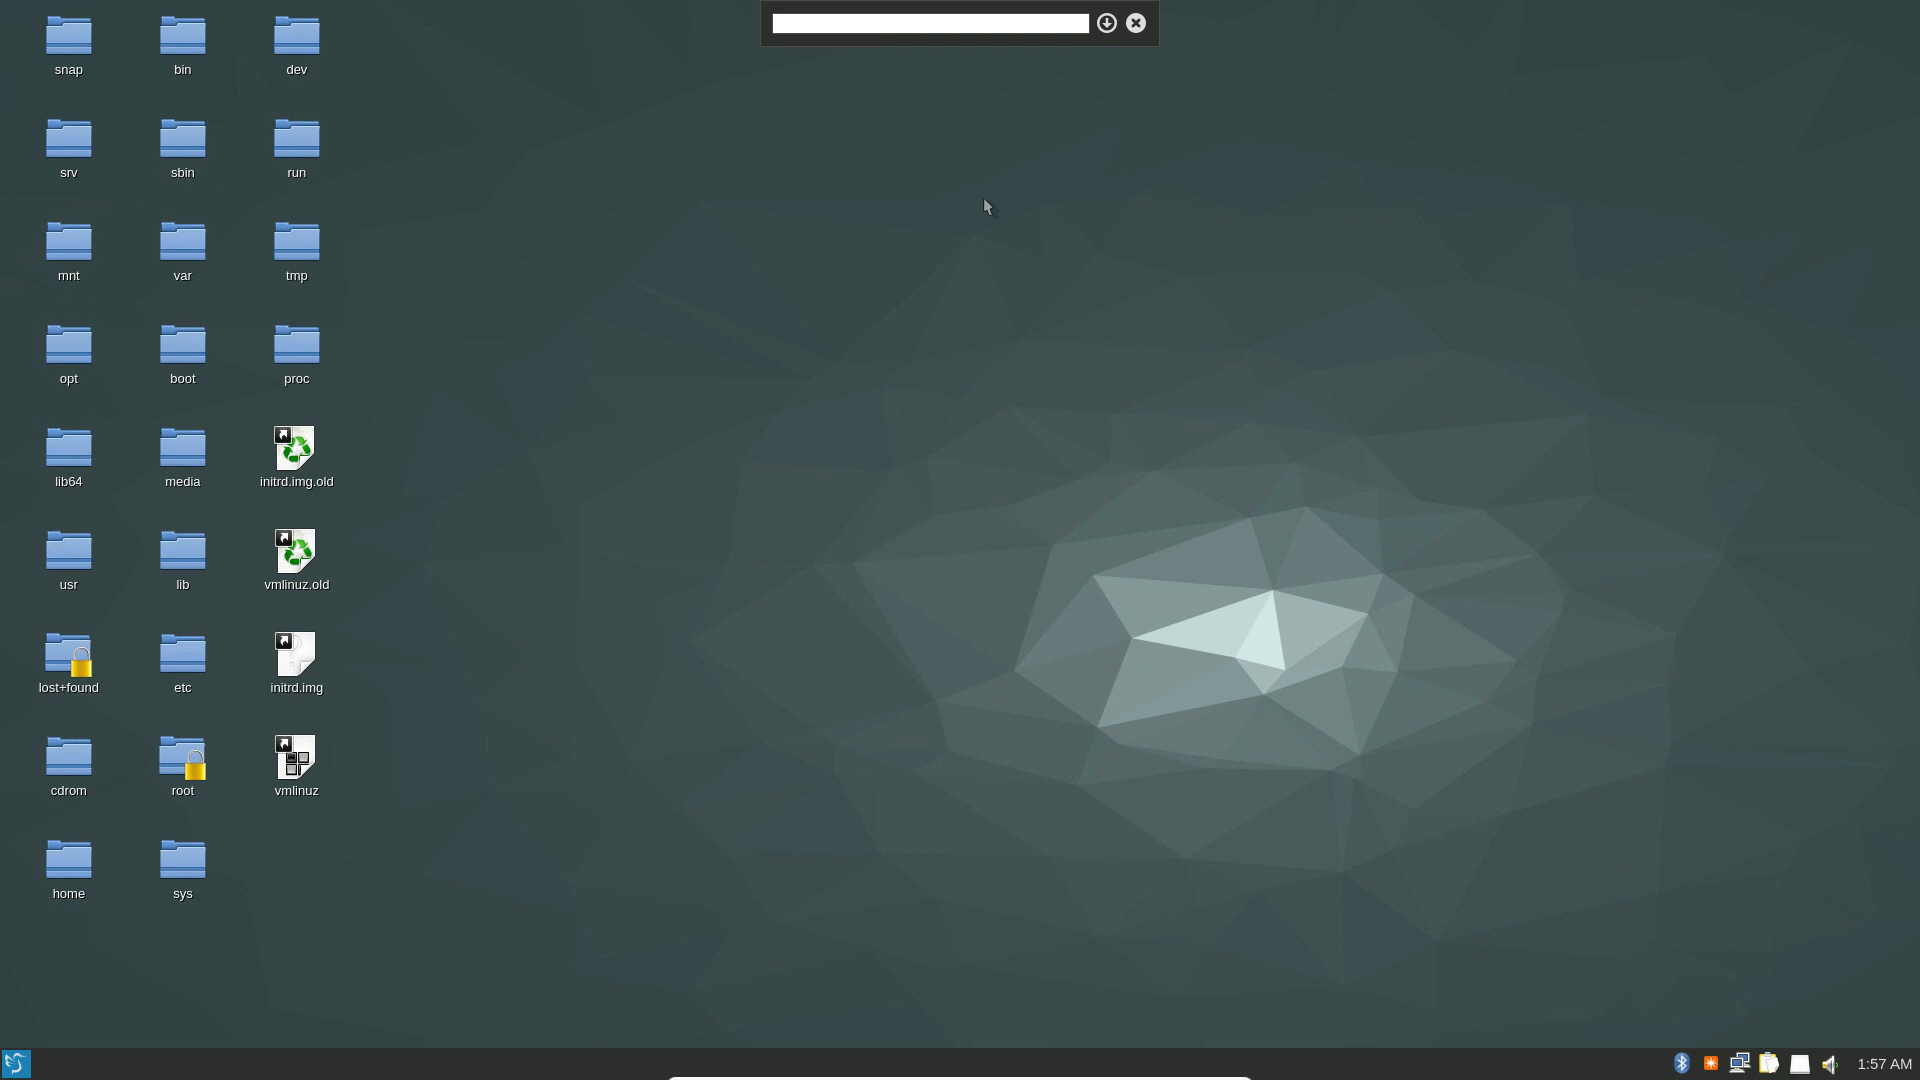 snap
bin
dev
srv
sbin
run
mnt
var
tmp
opt
boot
proc
lib64
media
initrd.img.old
usr
lib
vmlinuz.old
lost+found
etc
initrd.img
cdrom
root
vmlinuz
home
sys
1:57 AM